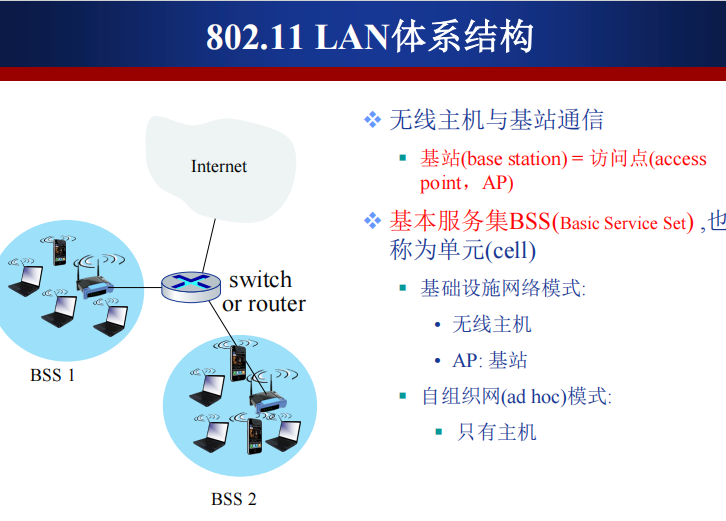 802.11 LAN体系结构
Internet
switch
or router
BSS 1
BSS 2
无线主机与基站通信
基站(base station) = 访问点(access
point，AP)
基本服务集BSS(Basic Service Set) ,也
称为单元(cell)
基础设施网络模式:
无线主机
AP: 基站
自组织网(ad hoc)模式:
只有主机